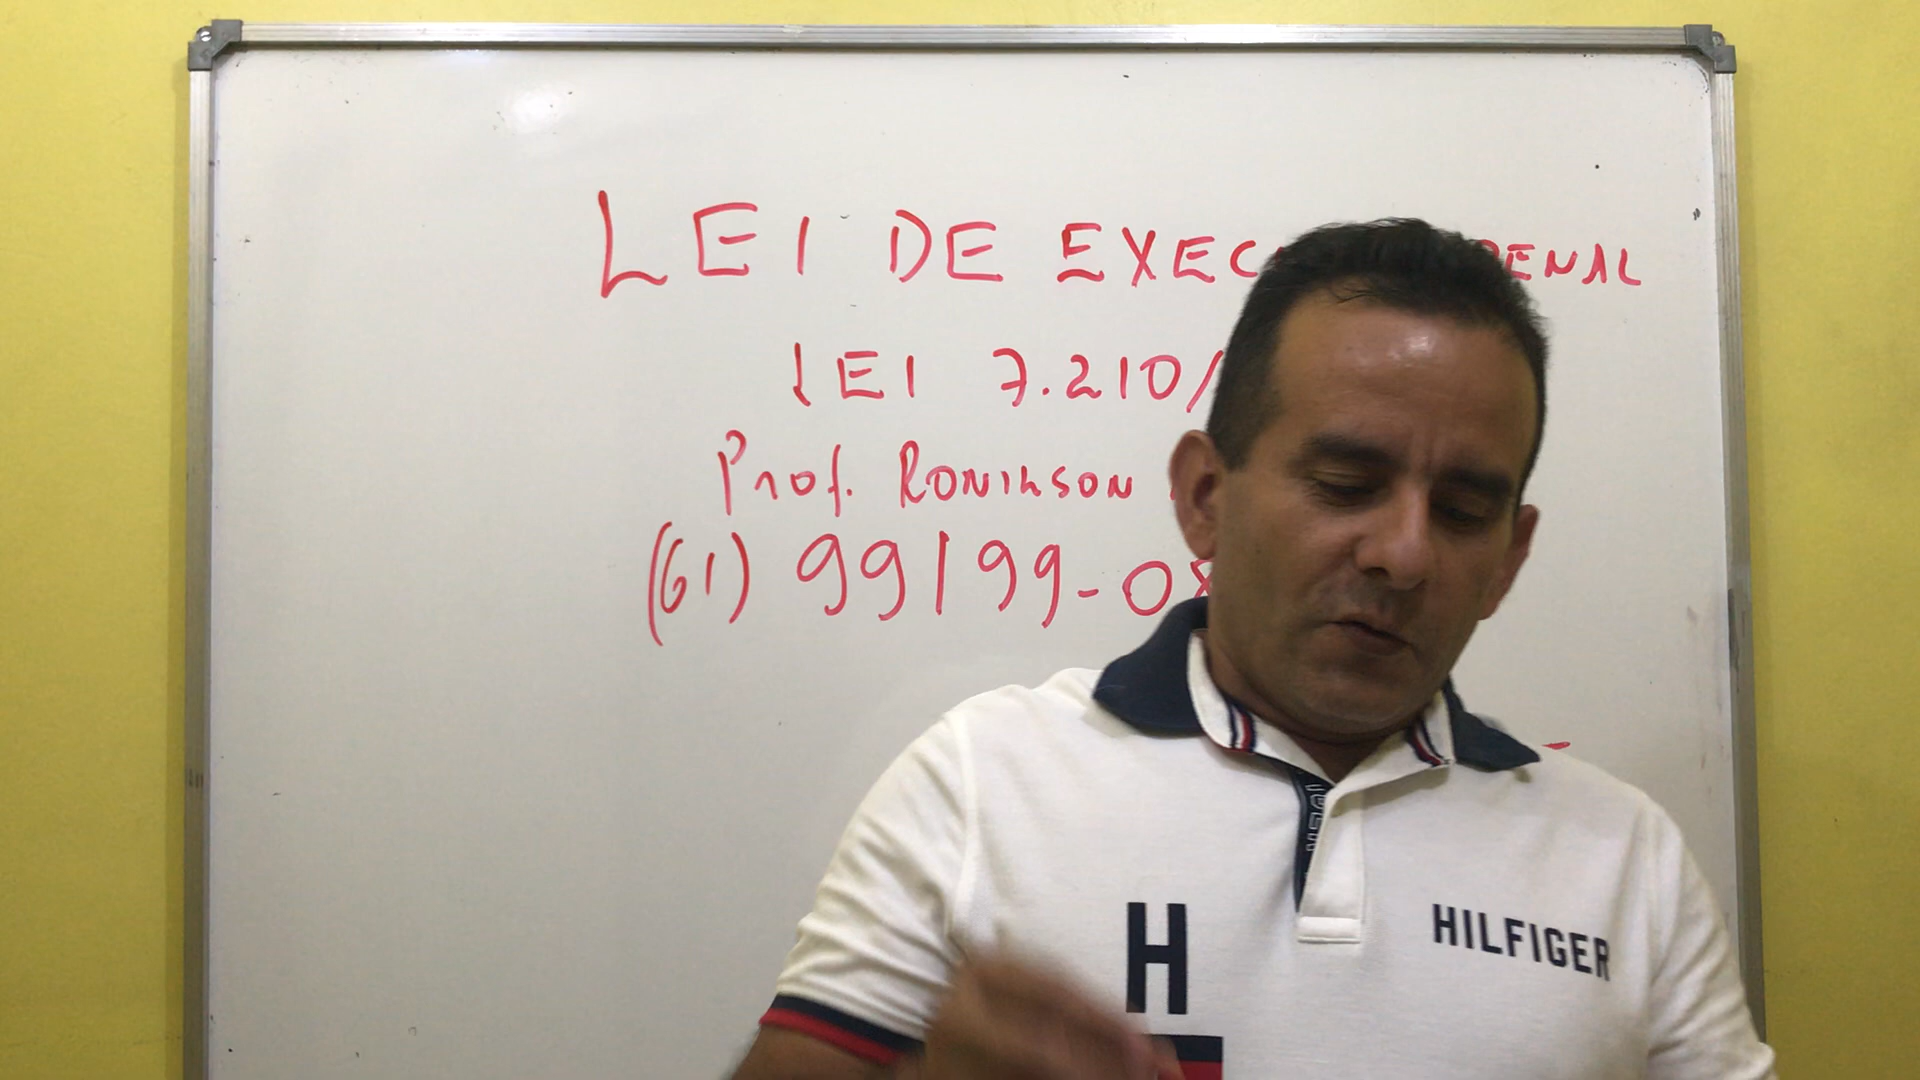 LEI DE EXEC PENAL
LEI 7.210/
Prof. RONILSON
(61) 99199-08
H
HILFIGER